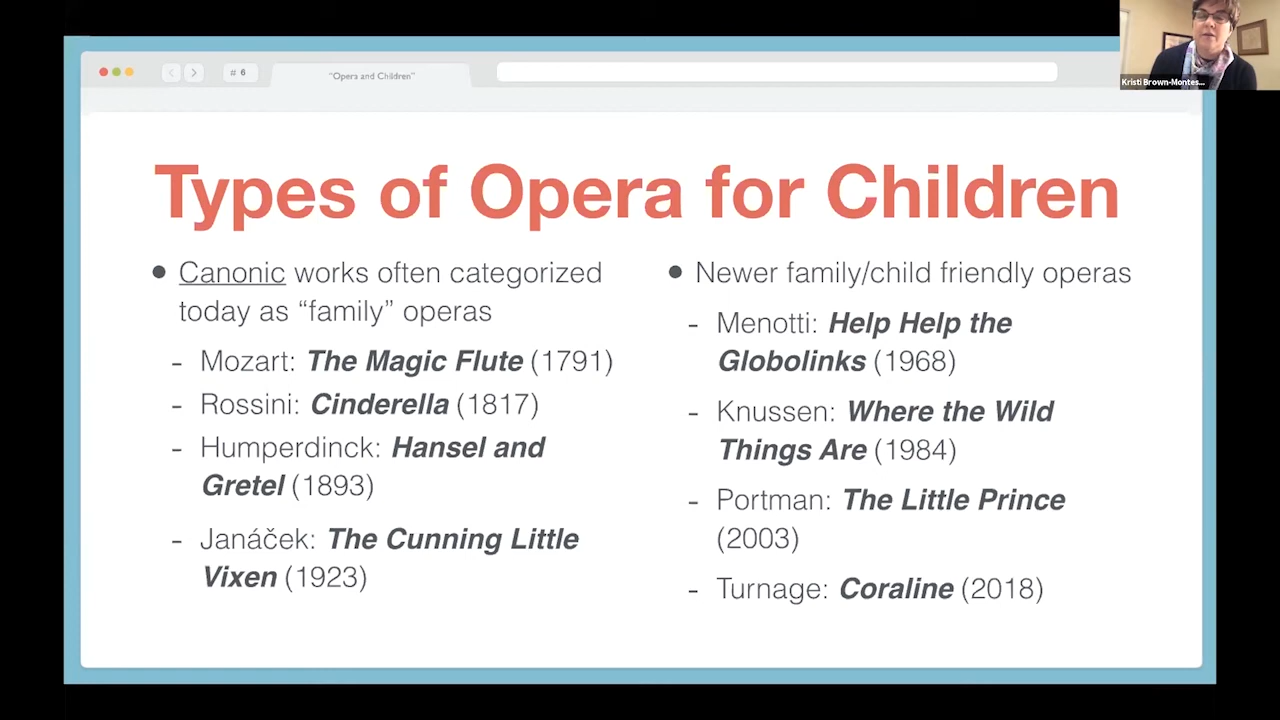 Kristi Brown-Montes...
# 6
"Opera and Children"
Types of Opera for Children
• Canonic works often categorized
today as “family” operas
- Mozart: The Magic Flute (1791)
- Rossini: Cinderella (1817)
- Humperdinck: Hansel and
Gretel (1893)
- Janáček: The Cunning Little
Vixen (1923)
• Newer family/child friendly operas
- Menotti: Help Help the
Globolinks (1968)
- Knussen: Where the Wild
Things Are (1984)
- Portman: The Little Prince
(2003)
- Turnage: Coraline (2018)